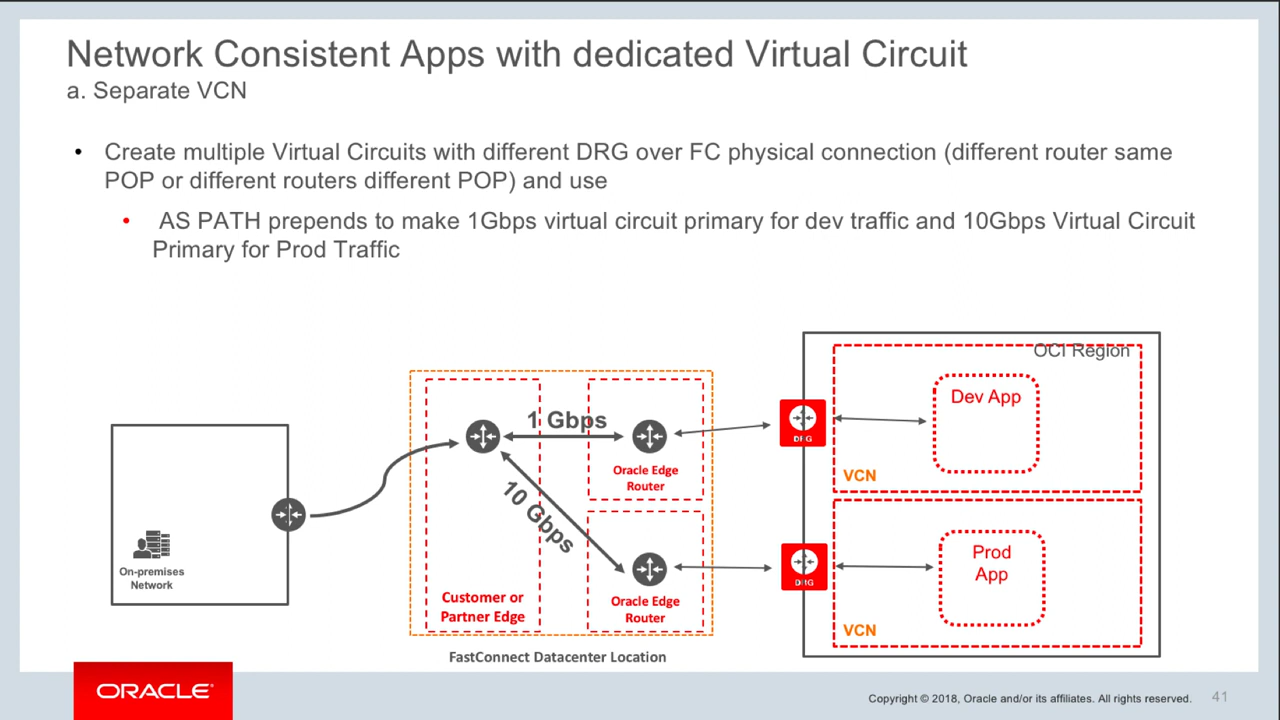 Network Consistent Apps with dedicated Virtual Circuit
a. Separate VCN
• Create multiple Virtual Circuits with different DRG over FC physical connection (different router same
POP or different routers different POP) and use
• AS PATH prepends to make 1Gbps virtual circuit primary for dev traffic and 10Gbps Virtual Circuit
Primary for Prod Traffic
OCI Region
Dev App
1 Gbps
DRG
Oracle Edge
Router
VCN
10 Gbps
On-premises
Network
Prod
App
DRG
Customer or
Partner Edge
Oracle Edge
Router
VCN
FastConnect Datacenter Location
ORACLE
Copyright © 2018, Oracle and/or its affiliates. All rights reserved.
41